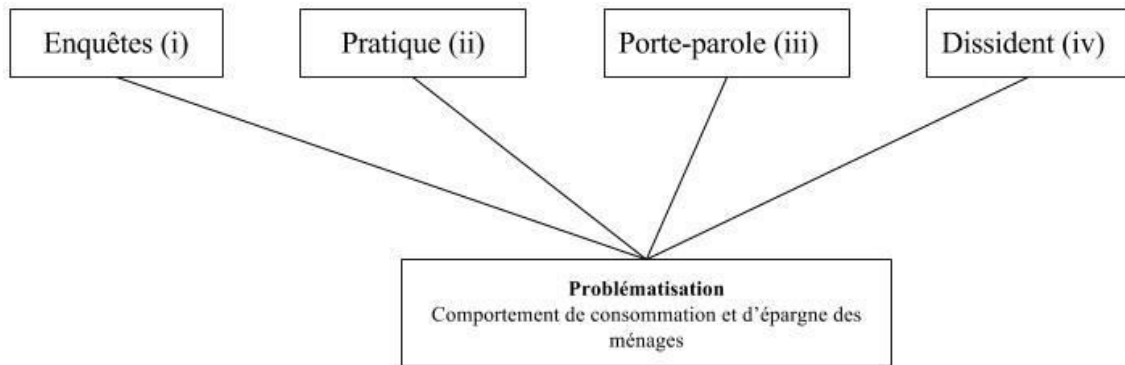 Enquêtes (i)
Pratique (ii)
Porte-parole (iii)
Dissident (iv)
Problématisation
Comportement de consommation et d'épargne des
ménages